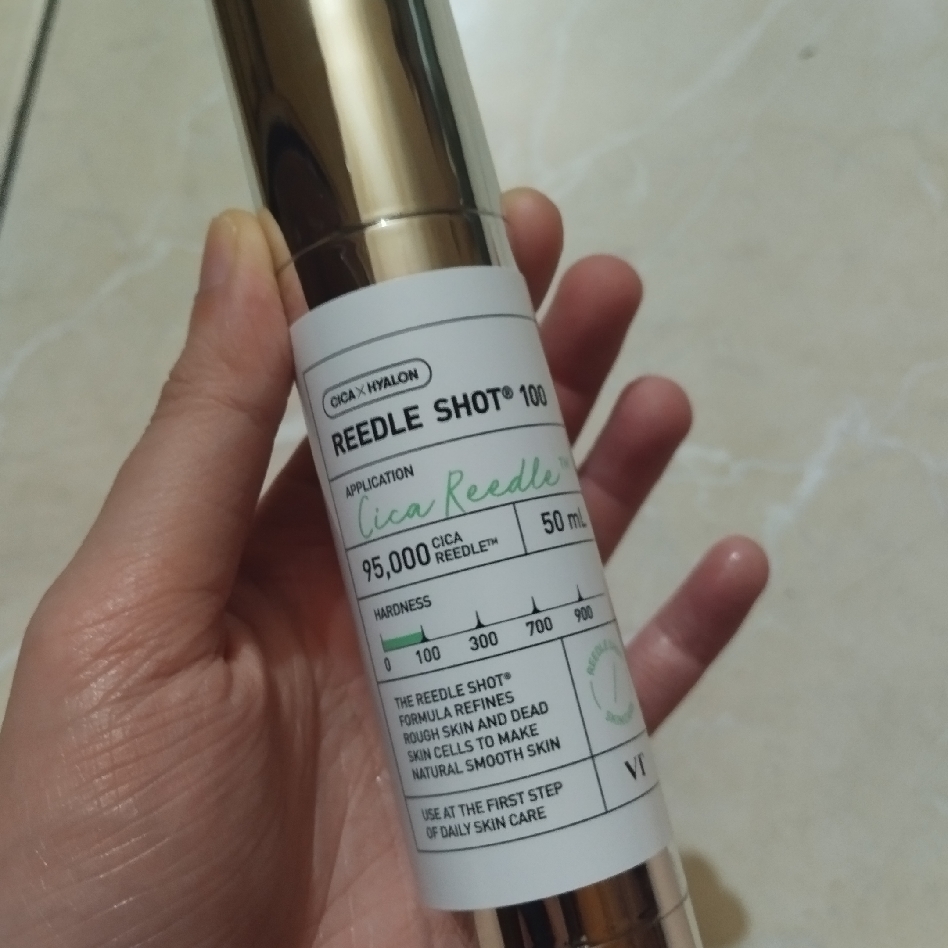 CICA×HYALON
REEDLE SHOT® 100
APPLICATION
Cica Reedle™
95,000 CICA
REEDLE™
50 mL
HARDNESS
0 100 300 700 900
THE REEDLE SHOT®
FORMULA REFINES
ROUGH SKIN AND DEAD
SKIN CELLS TO MAKE
NATURAL SMOOTH SKIN
REEDLE
VT
USE AT THE FIRST STEP
OF DAILY SKIN CARE